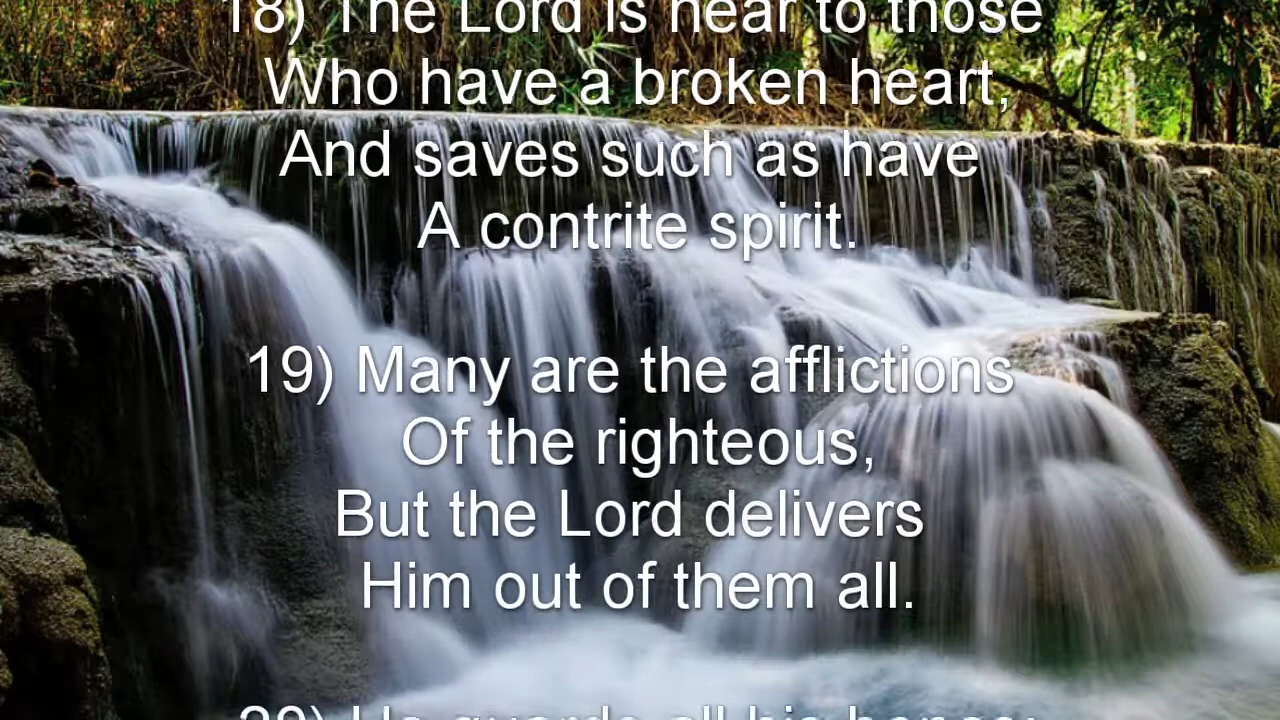 18) The Lord is near to those
Who have a broken heart,
And saves such as have
A contrite spirit.
19) Many are the afflictions
Of the righteous,
But the Lord delivers
Him out of them all.
20) He guards all his bones;